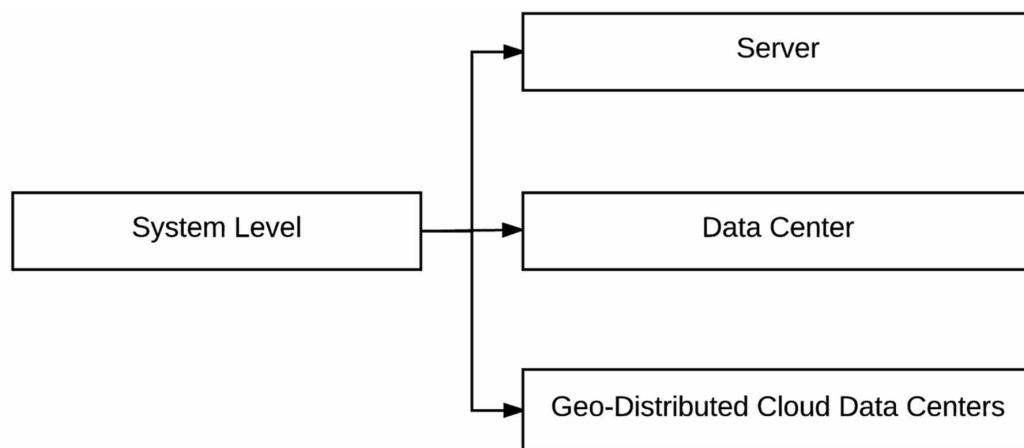 Server
System Level
Data Center
Geo-Distributed Cloud Data Centers